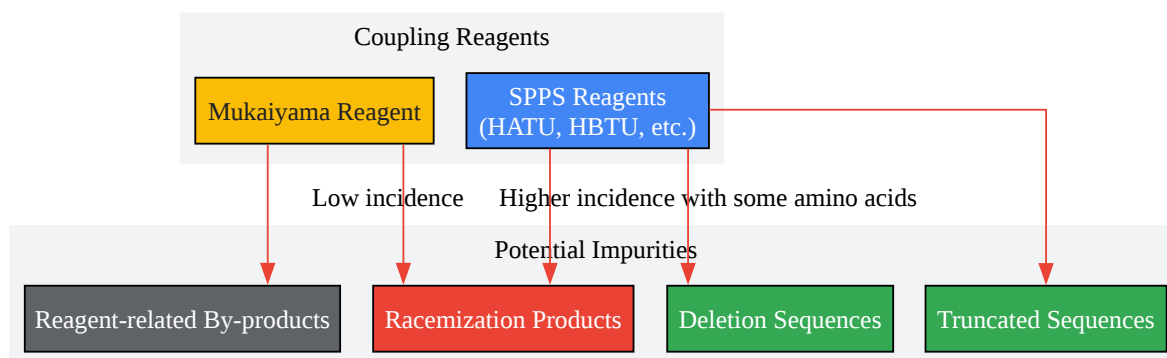 Coupling Reagents
Mukaiyama Reagent
SPPS Reagents
(HATU, HBTU, etc.)
Low incidence
Higher incidence with some amino acids
Potential Impurities
Reagent-related By-products
Racemization Products
Deletion Sequences
Truncated Sequences